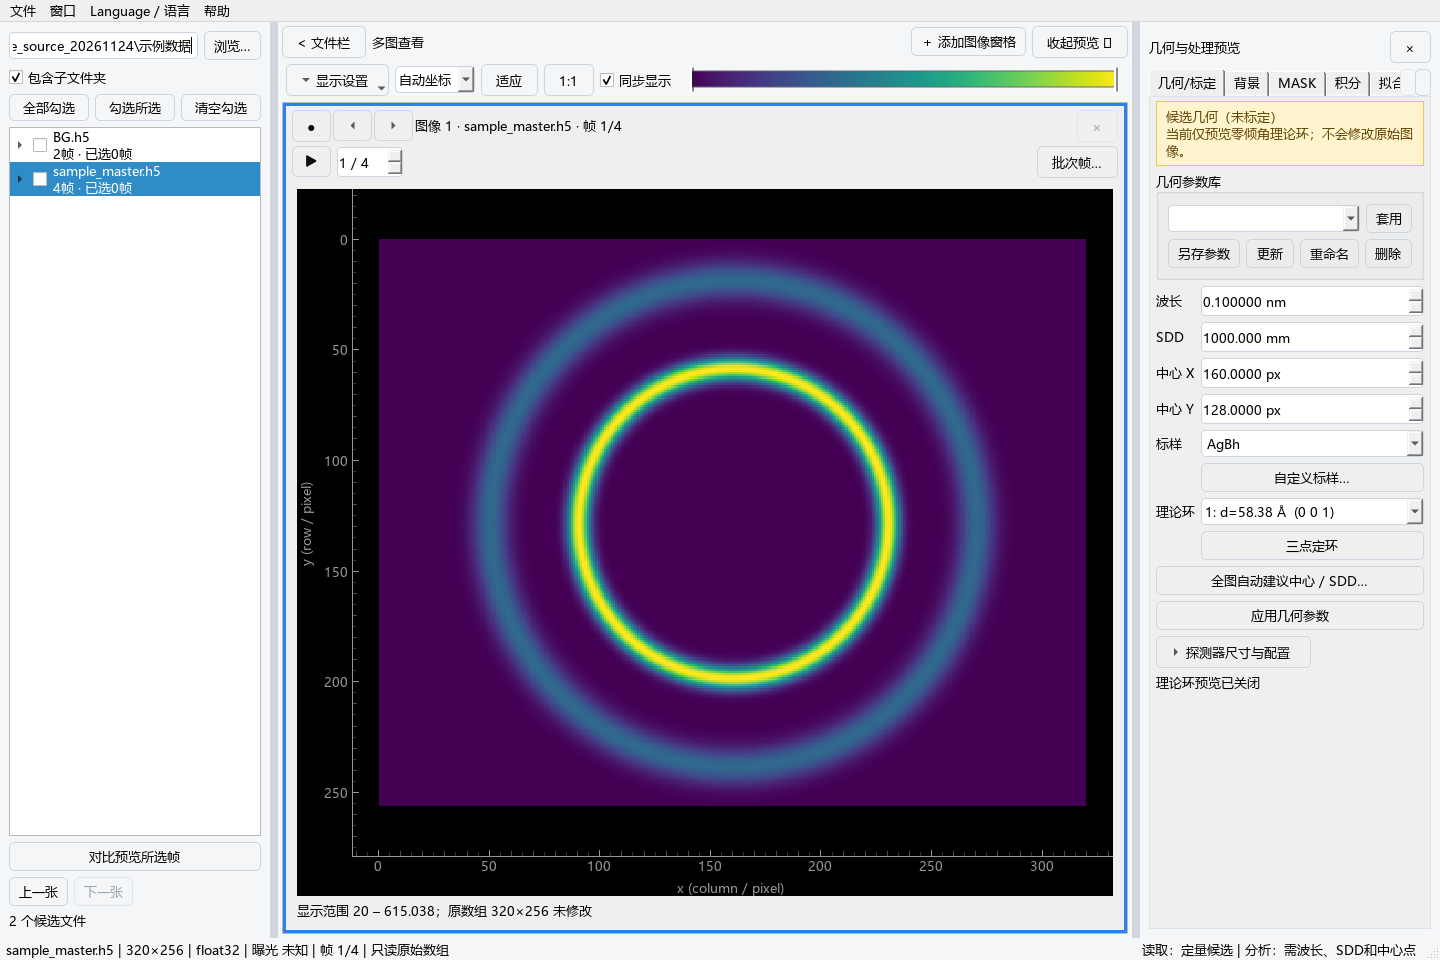 文件 窗口 Language / 语言 帮助
e_source_20261124\示例数据 浏览...
包含子文件夹
全部勾选 勾选所选 清空勾选
BG.h5
2帧 · 已选0帧
sample_master.h5
4帧 · 已选0帧
对比预览所选帧
上一张 下一张
2 个候选文件
< 文件栏 多图查看 + 添加图像窗格 收起预览
显示设置 自动坐标 适应 1:1 同步显示
图像 1 · sample_master.h5 · 帧 1/4 ×
1 / 4 批次帧...
0
50
100
150
200
250
y (row / pixel)
0 50 100 150 200 250 300
x (column / pixel)
显示范围 20 – 615.038；原数组 320×256 未修改
几何与处理预览 ×
几何/标定 背景 MASK 积分 拟合
候选几何（未标定）
当前仅预览零倾角理论环；不会修改原始图
像。
几何参数库
套用
另存参数 更新 重命名 删除
波长 0.100000 nm
SDD 1000.000 mm
中心 X 160.0000 px
中心 Y 128.0000 px
标样 AgBh
自定义标样...
理论环 1: d=58.38 Å (0 0 1)
三点定环
全图自动建议中心 / SDD...
应用几何参数
探测器尺寸与配置
理论环预览已关闭
sample_master.h5 | 320×256 | float32 | 曝光 未知 | 帧 1/4 | 只读原始数组 读取：定量候选 | 分析：需波长、SDD和中心点